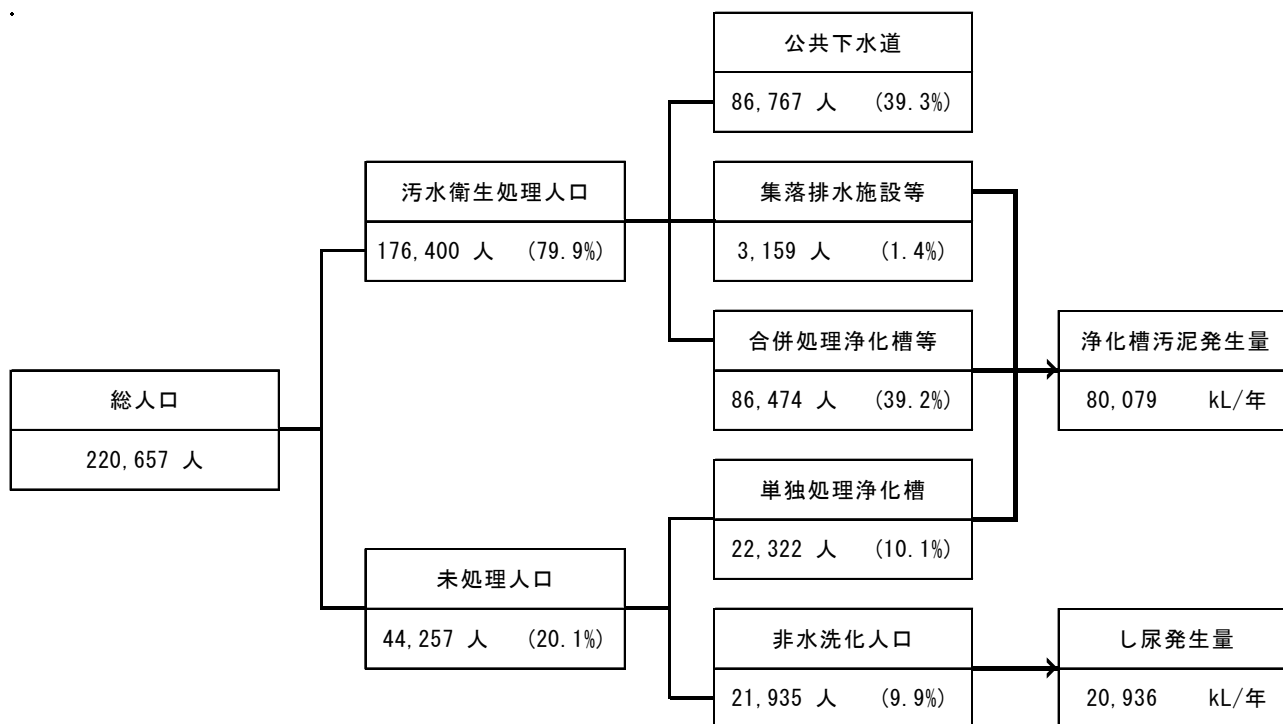 公共下水道
86,767 人 (39.3%)
汚水衛生処理人口
176,400 人 (79.9%)
集落排水施設等
3,159 人 (1.4%)
合併処理浄化槽等
86,474 人 (39.2%)
浄化槽汚泥発生量
80,079 kL/年
総人口
220,657 人
単独処理浄化槽
22,322 人 (10.1%)
未処理人口
44,257 人 (20.1%)
非水洗化人口
21,935 人 (9.9%)
し尿発生量
20,936 kL/年